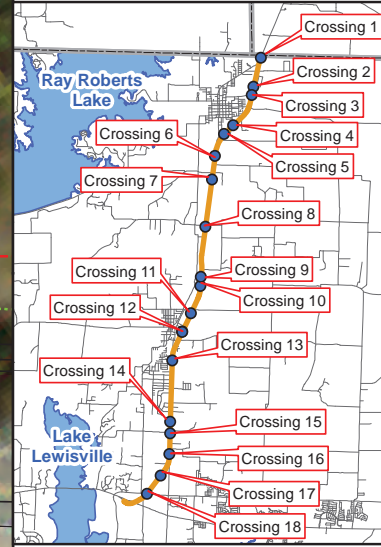 Crossing 1
Ray Roberts
Lake
Crossing 2
Crossing 3
Crossing 6
Crossing 4
Crossing 5
Crossing 7
Crossing 8
Crossing 11
Crossing 9
Crossing 10
Crossing 12
Crossing 13
Crossing 14
Crossing 15
Lake
Lewisville
Crossing 16
Crossing 17
Crossing 18